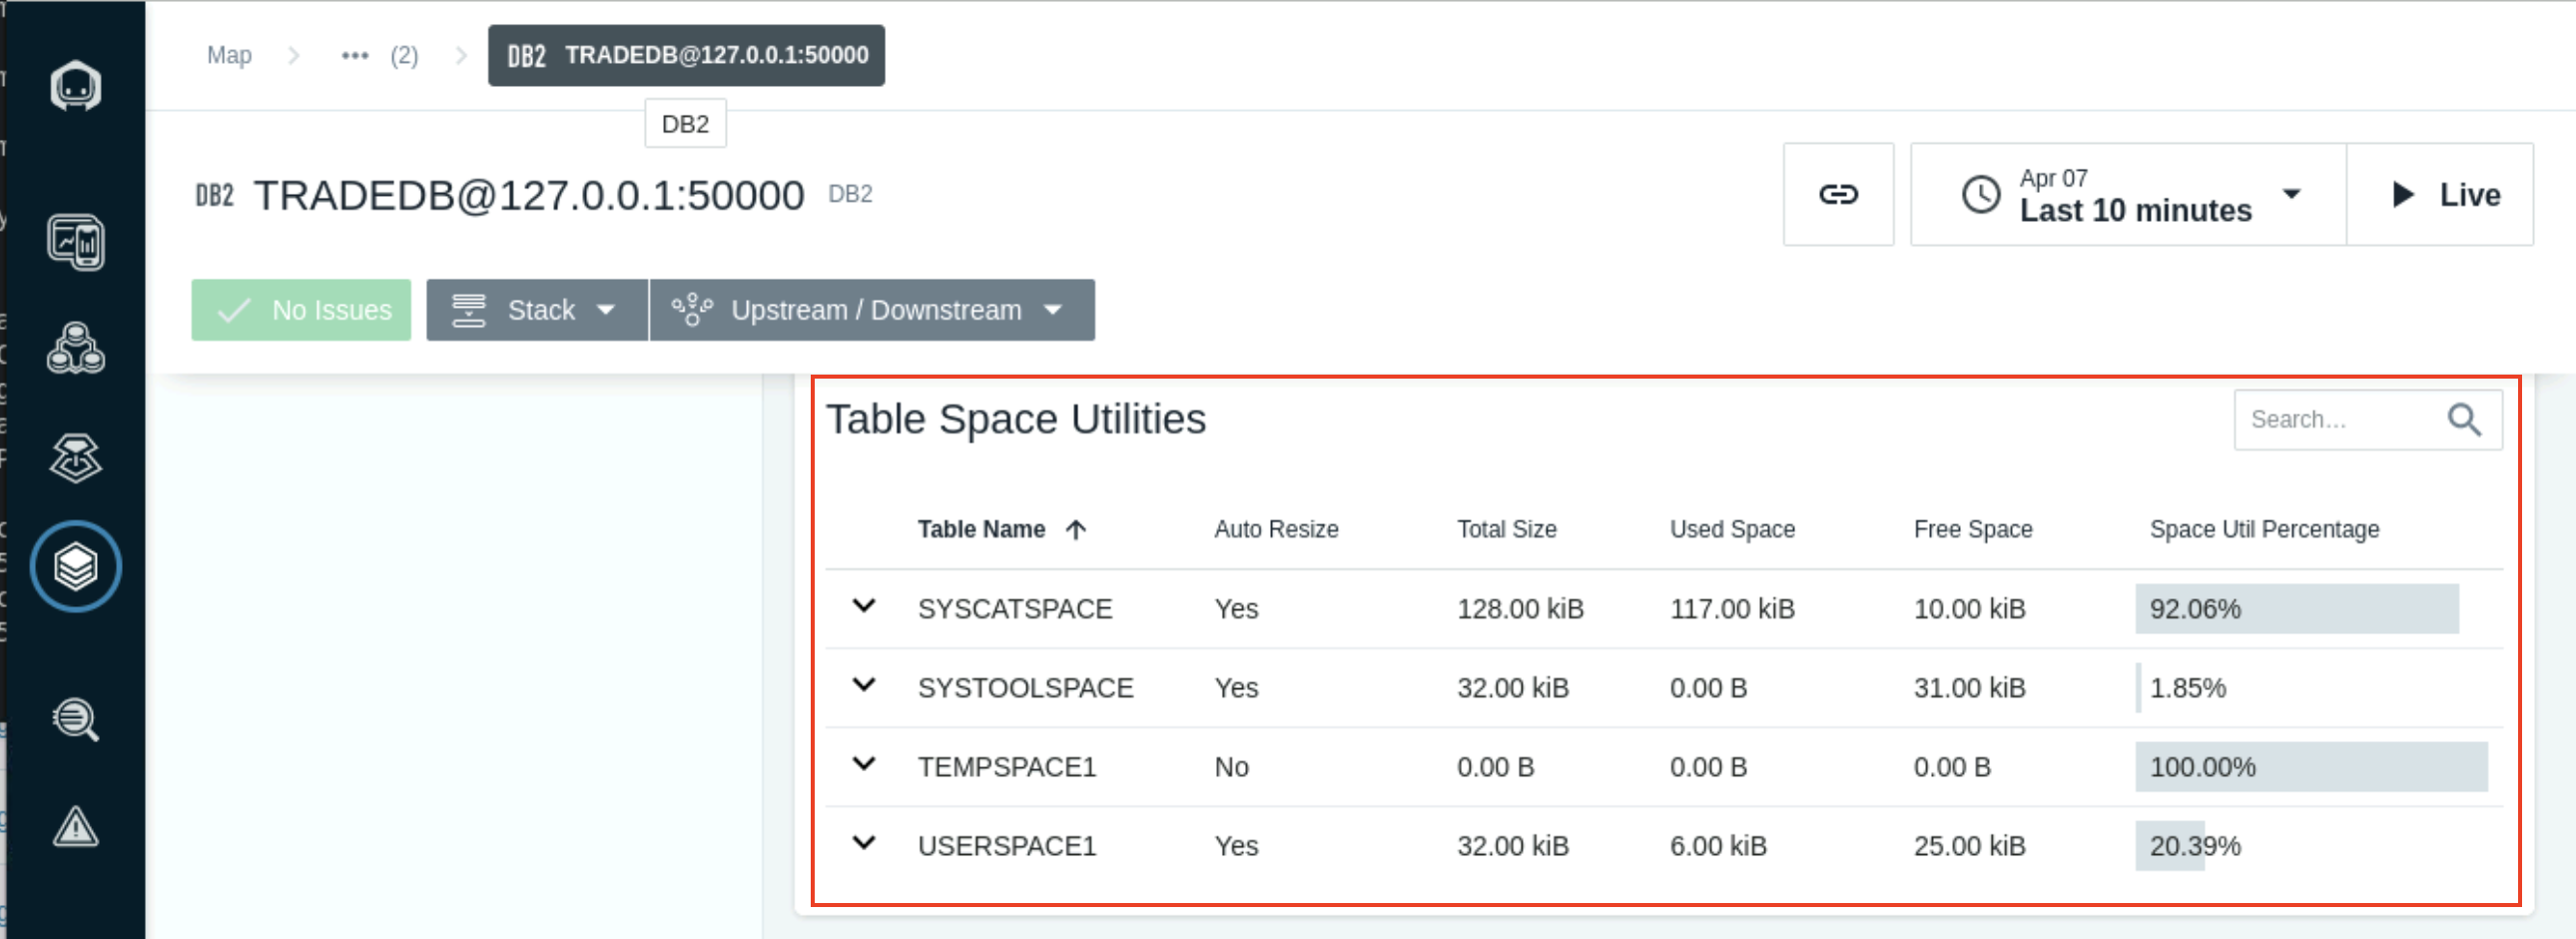 Map ••• (2) DB2 TRADEDB@127.0.0.1:50000
DB2
DB2 TRADEDB@127.0.0.1:50000 DB2
Apr 07
Last 10 minutes
Live
No Issues Stack Upstream / Downstream
Table Space Utilities
Search...
Table Name Auto Resize Total Size Used Space Free Space Space Util Percentage
SYSCATSPACE Yes 128.00 kiB 117.00 kiB 10.00 kiB 92.06%
SYSTOOLSPACE Yes 32.00 kiB 0.00 B 31.00 kiB 1.85%
TEMPSPACE1 No 0.00 B 0.00 B 0.00 B 100.00%
USERSPACE1 Yes 32.00 kiB 6.00 kiB 25.00 kiB 20.39%